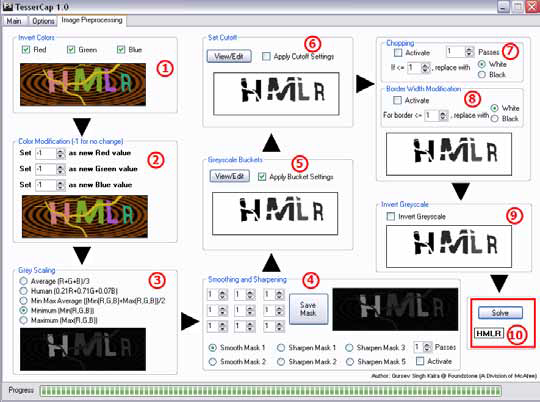 TesserCap 1.0
Main Options Image Preprocessing
Invert Colors
Red Green Blue
HMLR
1
Color Modification (-1 for no change)
Set -1 as new Red value
Set -1 as new Green value
Set -1 as new Blue value
2
HMLR
Grey Scaling
3
Average (R+G+B)/3
Human (0.21R+0.71G+0.07B)
Min Max Average ((Min(R,G,B)+Max(R,G,B))/2
Minimum (Min(R,G,B))
Maximum (Max(R,G,B))
HMLR
Smoothing and Sharpening
4
1 1 1
1 1 1
1 1 1
Save Mask
HMLR
Smooth Mask 1 Sharpen Mask 1 Sharpen Mask 3 1 Passes
Smooth Mask 2 Sharpen Mask 2 Sharpen Mask 5 Activate
Greyscale Buckets
5
View/Edit Apply Bucket Settings
HMLR
Set Cutoff
6
View/Edit Apply Cutoff Settings
HMLR
Chopping
Activate 1 Passes
7
If <= 1 , replace with White
Black
Border Width Modification
Activate
8
For border <= 1 , replace with White
Black
HMLR
Invert Greyscale
9
Invert Greyscale
HMLR
Solve
HMLR
10
Author: Gursev Singh Kalra @ Foundstone (A Division of McAfee)
Progress